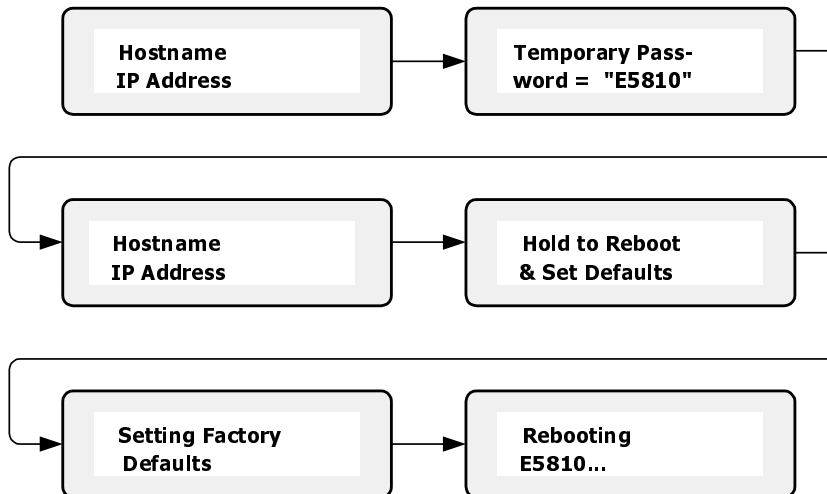 Hostname
IP Address
Temporary Pass-
word = "E5810"
Hostname
IP Address
Hold to Reboot
& Set Defaults
Setting Factory
Defaults
Rebooting
E5810...